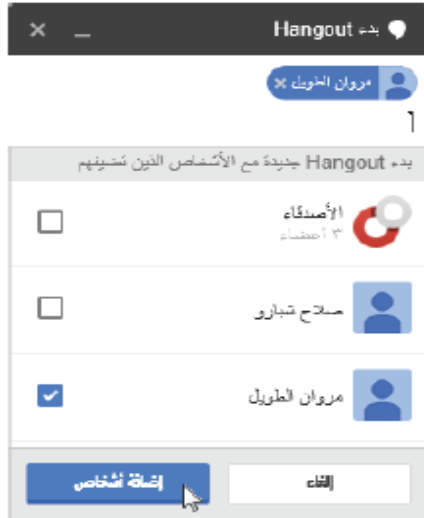 بدء Hangout
مروان الطويل
بدء Hangout جديدة مع الأشخاص الذين تضيفهم
الأصدقاء
٣ أعضاء
صلاح شبارو
مروان الطويل
إلغاء
إضافة أشخاص